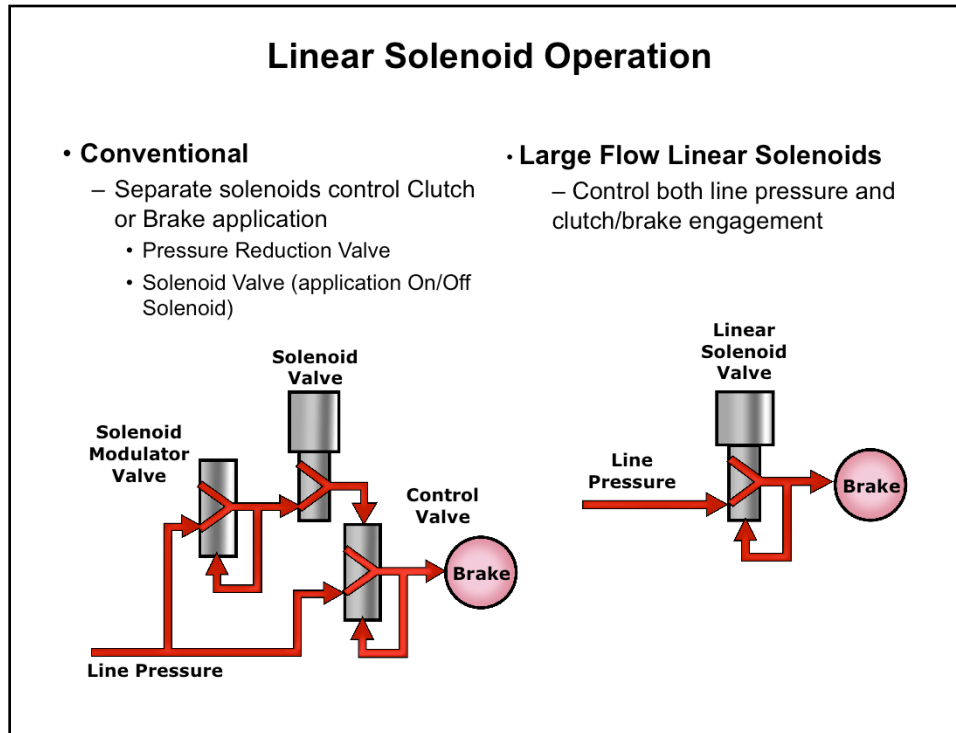 Linear Solenoid Operation
• Conventional
– Separate solenoids control Clutch
or Brake application
• Pressure Reduction Valve
• Solenoid Valve (application On/Off
Solenoid)
• Large Flow Linear Solenoids
– Control both line pressure and
clutch/brake engagement
Solenoid
Valve
Solenoid
Modulator
Valve
Control
Valve
Brake
Line Pressure
Linear
Solenoid
Valve
Line
Pressure
Brake